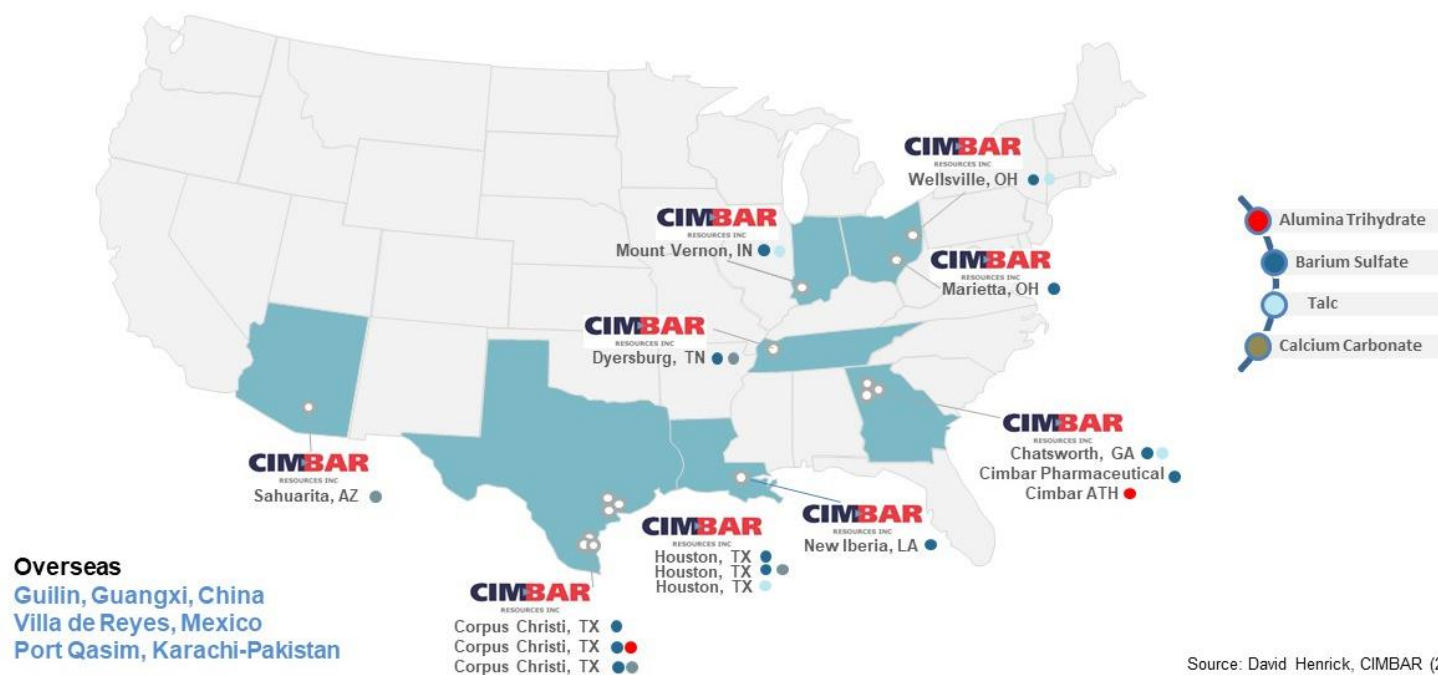 CIMBAR
RESOURCES INC
Wellsville, OH
CIMBAR
RESOURCES INC
Mount Vernon, IN
CIMBAR
RESOURCES INC
Marietta, OH
CIMBAR
RESOURCES INC
Dyersburg, TN
Alumina Trihydrate
Barium Sulfate
Talc
Calcium Carbonate
CIMBAR
RESOURCES INC
Chatsworth, GA
Cimbar Pharmaceutical
Cimbar ATH
CIMBAR
RESOURCES INC
Sahuarita, AZ
CIMBAR
RESOURCES INC
New Iberia, LA
CIMBAR
RESOURCES INC
Houston, TX
Houston, TX
Houston, TX
CIMBAR
RESOURCES INC
Corpus Christi, TX
Corpus Christi, TX
Corpus Christi, TX
Overseas
Guilin, Guangxi, China
Villa de Reyes, Mexico
Port Qasim, Karachi-Pakistan
Source: David Henrick, CIMBAR (2